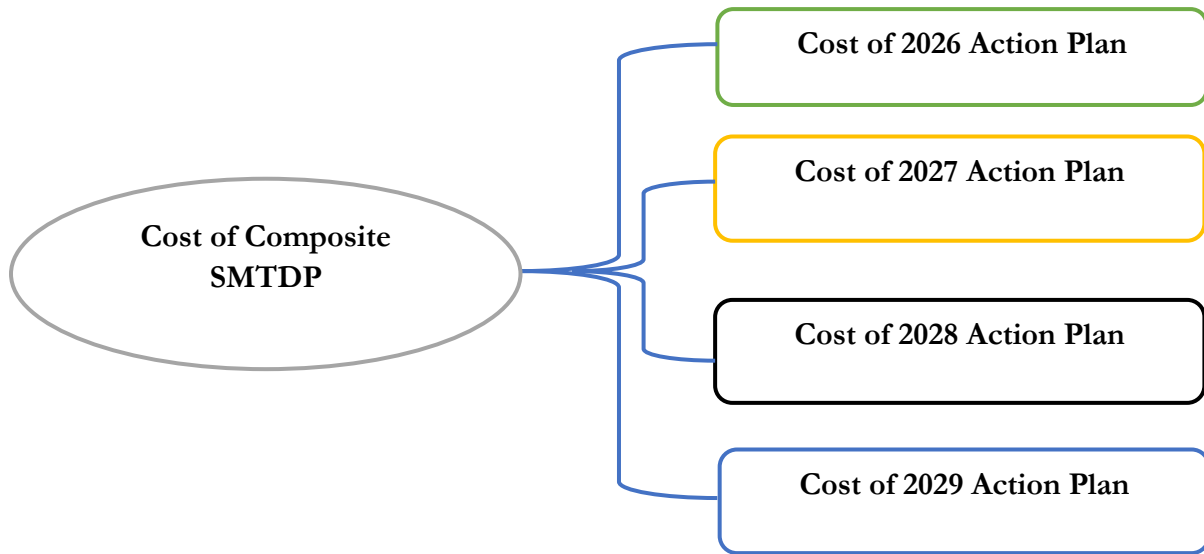 Cost of Composite
SMTDP
Cost of 2026 Action Plan
Cost of 2027 Action Plan
Cost of 2028 Action Plan
Cost of 2029 Action Plan